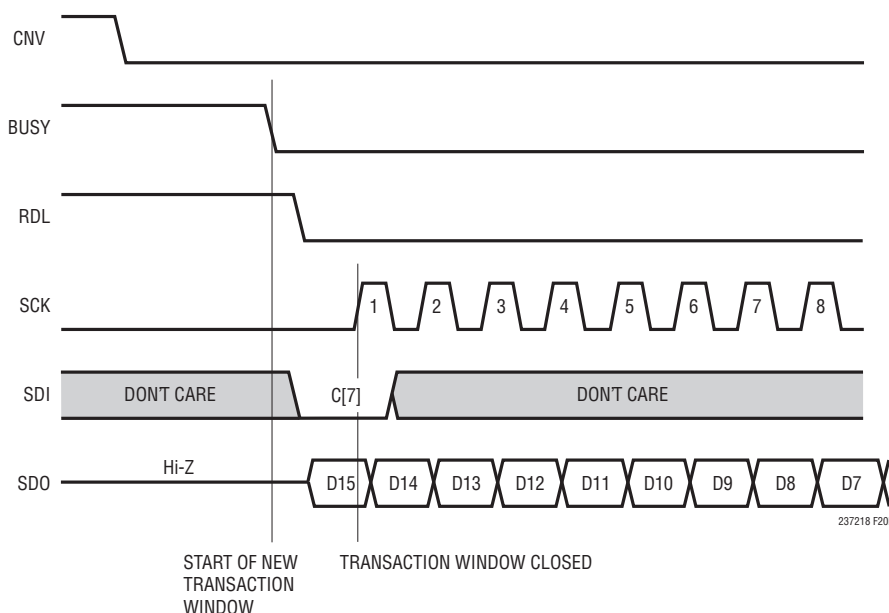 CNV
BUSY
RDL
SCK
1 2 3 4 5 6 7 8
SDI
DON'T CARE C[7] DON'T CARE
SDO
Hi-Z
D15 D14 D13 D12 D11 D10 D9 D8 D7
237218 F20
START OF NEW
TRANSACTION
WINDOW
TRANSACTION WINDOW CLOSED